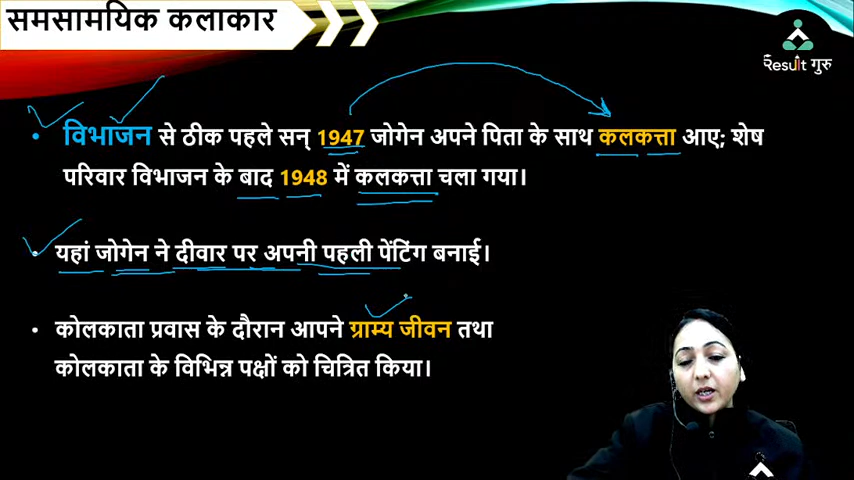 समसामयिक कलाकार
Result गुरु
• विभाजन से ठीक पहले सन् 1947 जोगेन अपने पिता के साथ कलकत्ता आए; शेष
परिवार विभाजन के बाद 1948 में कलकत्ता चला गया।
• यहां जोगेन ने दीवार पर अपनी पहली पेंटिंग बनाई।
• कोलकाता प्रवास के दौरान आपने ग्राम्य जीवन तथा
कोलकाता के विभिन्न पक्षों को चित्रित किया।